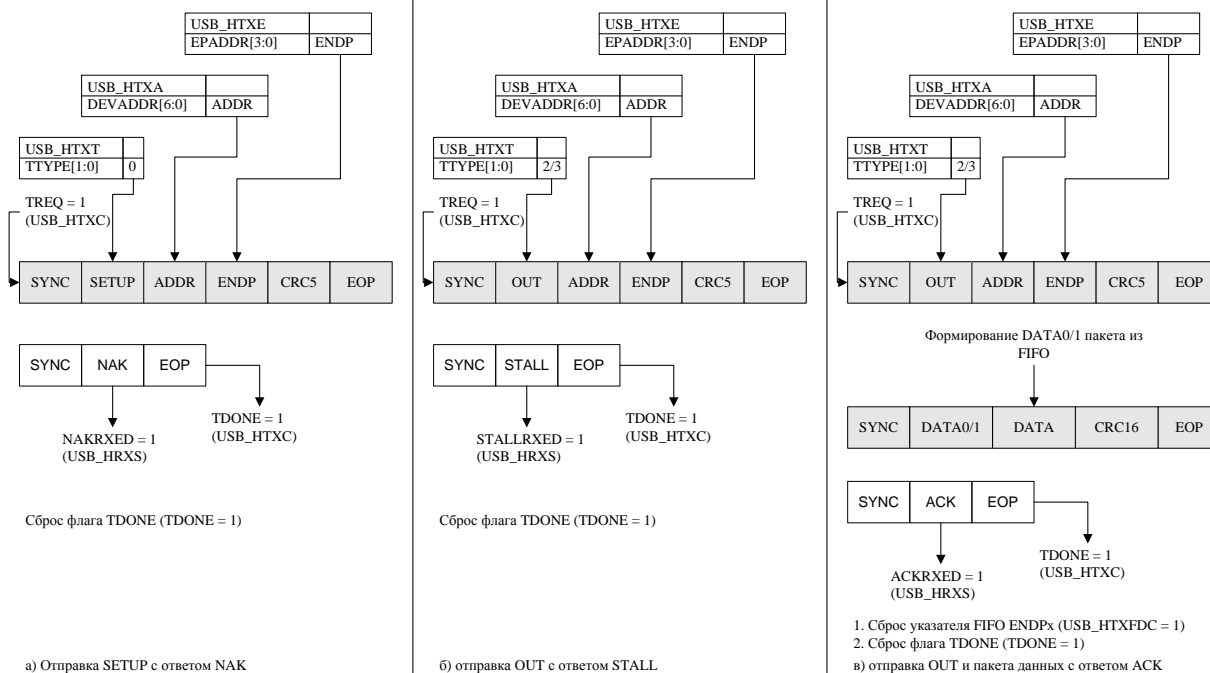 USB_HTXE
EPADDR[3:0] ENDP
USB_HTXA
DEVADDR[6:0] ADDR
USB_HTXT
TTYPE[1:0] 0
TREQ = 1
(USB_HTXC)
SYNC SETUP ADDR ENDP CRC5 EOP
SYNC NAK EOP
TDONE = 1
(USB_HTXC)
NAKRXED = 1
(USB_HRXS)
Сброс флага TDONE (TDONE = 1)
а) Отправка SETUP с ответом NAK
USB_HTXE
EPADDR[3:0] ENDP
USB_HTXA
DEVADDR[6:0] ADDR
USB_HTXT
TTYPE[1:0] 2/3
TREQ = 1
(USB_HTXC)
SYNC OUT ADDR ENDP CRC5 EOP
SYNC STALL EOP
TDONE = 1
(USB_HTXC)
STALLRXED = 1
(USB_HRXS)
Сброс флага TDONE (TDONE = 1)
б) отправка OUT с ответом STALL
USB_HTXE
EPADDR[3:0] ENDP
USB_HTXA
DEVADDR[6:0] ADDR
USB_HTXT
TTYPE[1:0] 2/3
TREQ = 1
(USB_HTXC)
SYNC OUT ADDR ENDP CRC5 EOP
Формирование DATA0/1 пакета из
FIFO
SYNC DATA0/1 DATA CRC16 EOP
SYNC ACK EOP
TDONE = 1
(USB_HTXC)
ACKRXED = 1
(USB_HRXS)
1. Сброс указателя FIFO ENDPx (USB_HTXFDC = 1)
2. Сброс флага TDONE (TDONE = 1)
в) отправка OUT и пакета данных с ответом ACK